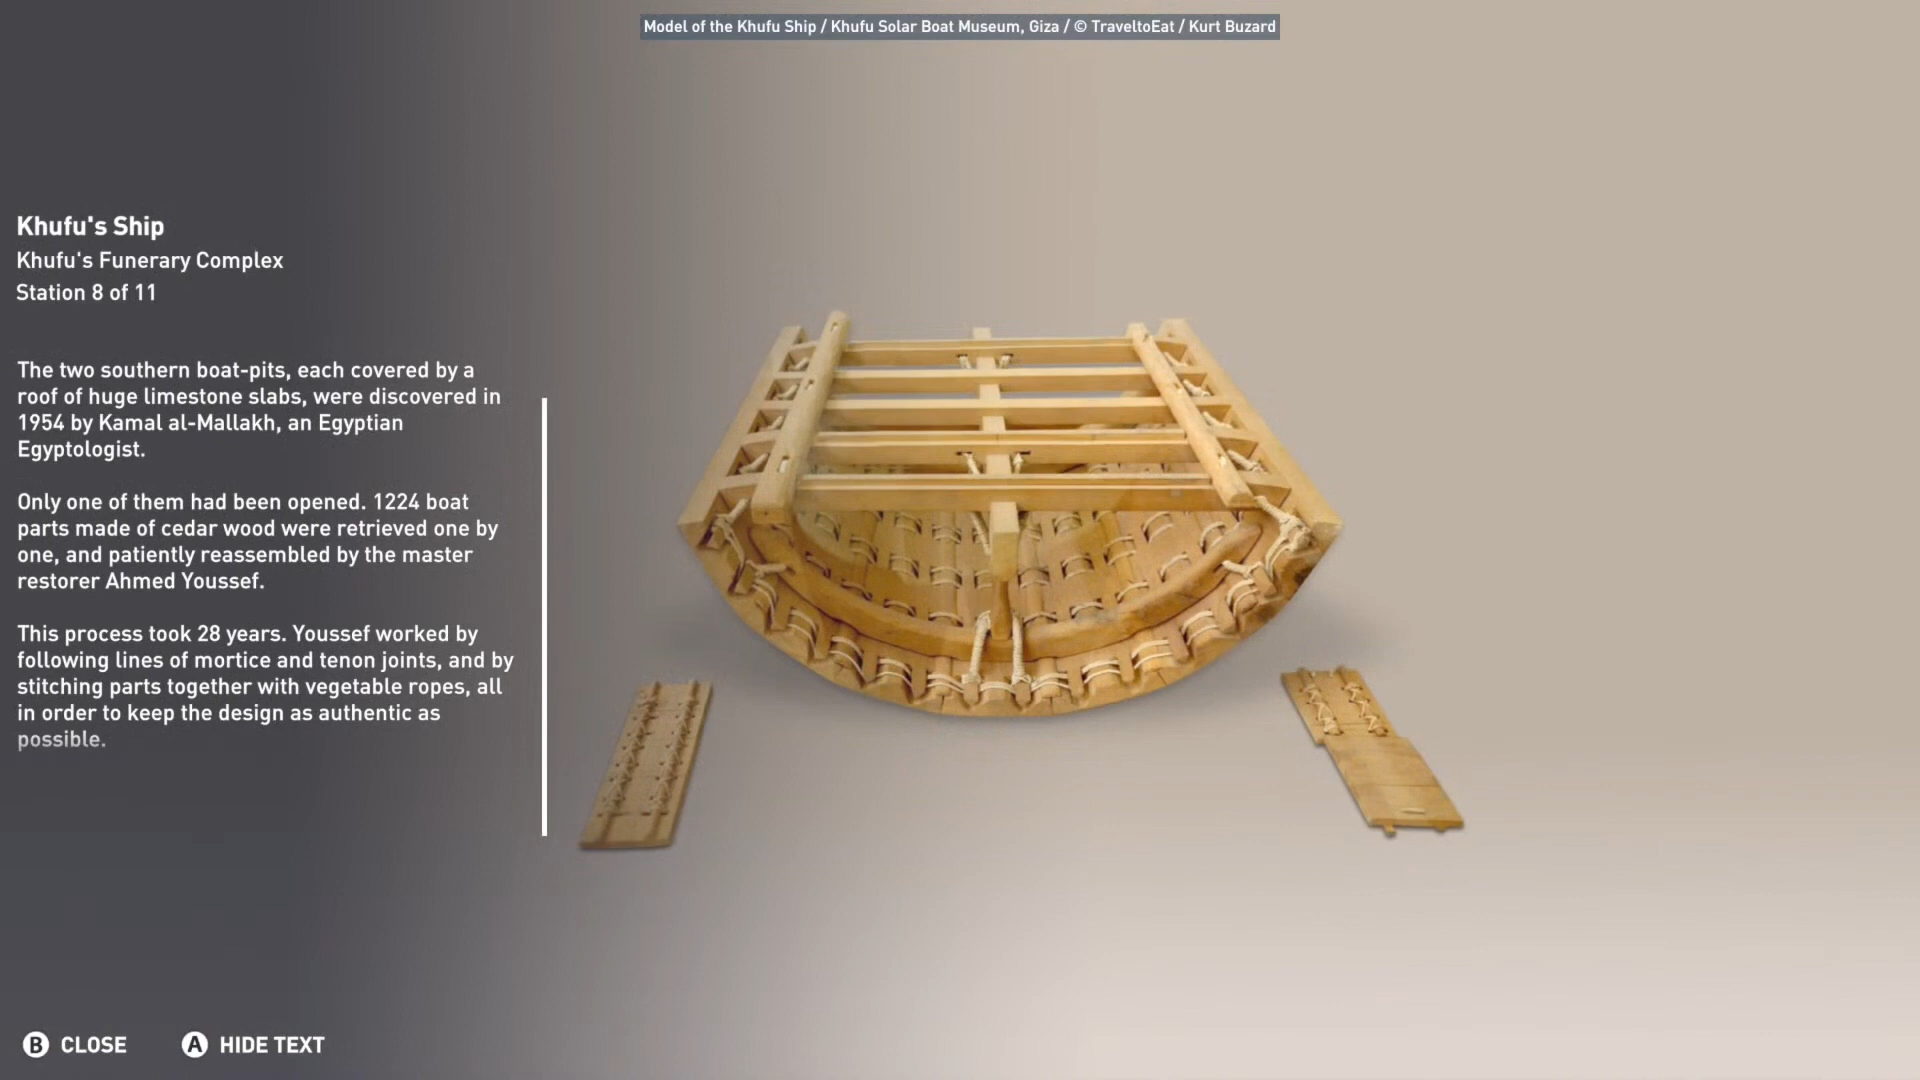 Model of the Khufu Ship / Khufu Solar Boat Museum, Giza / © TraveltoEat / Kurt Buzard
Khufu's Ship
Khufu's Funerary Complex
Station 8 of 11
The two southern boat-pits, each covered by a
roof of huge limestone slabs, were discovered in
1954 by Kamal al-Mallakh, an Egyptian
Egyptologist.
Only one of them had been opened. 1224 boat
parts made of cedar wood were retrieved one by
one, and patiently reassembled by the master
restorer Ahmed Youssef.
This process took 28 years. Youssef worked by
following lines of mortice and tenon joints, and by
stitching parts together with vegetable ropes, all
in order to keep the design as authentic as
possible.
B CLOSE
A HIDE TEXT